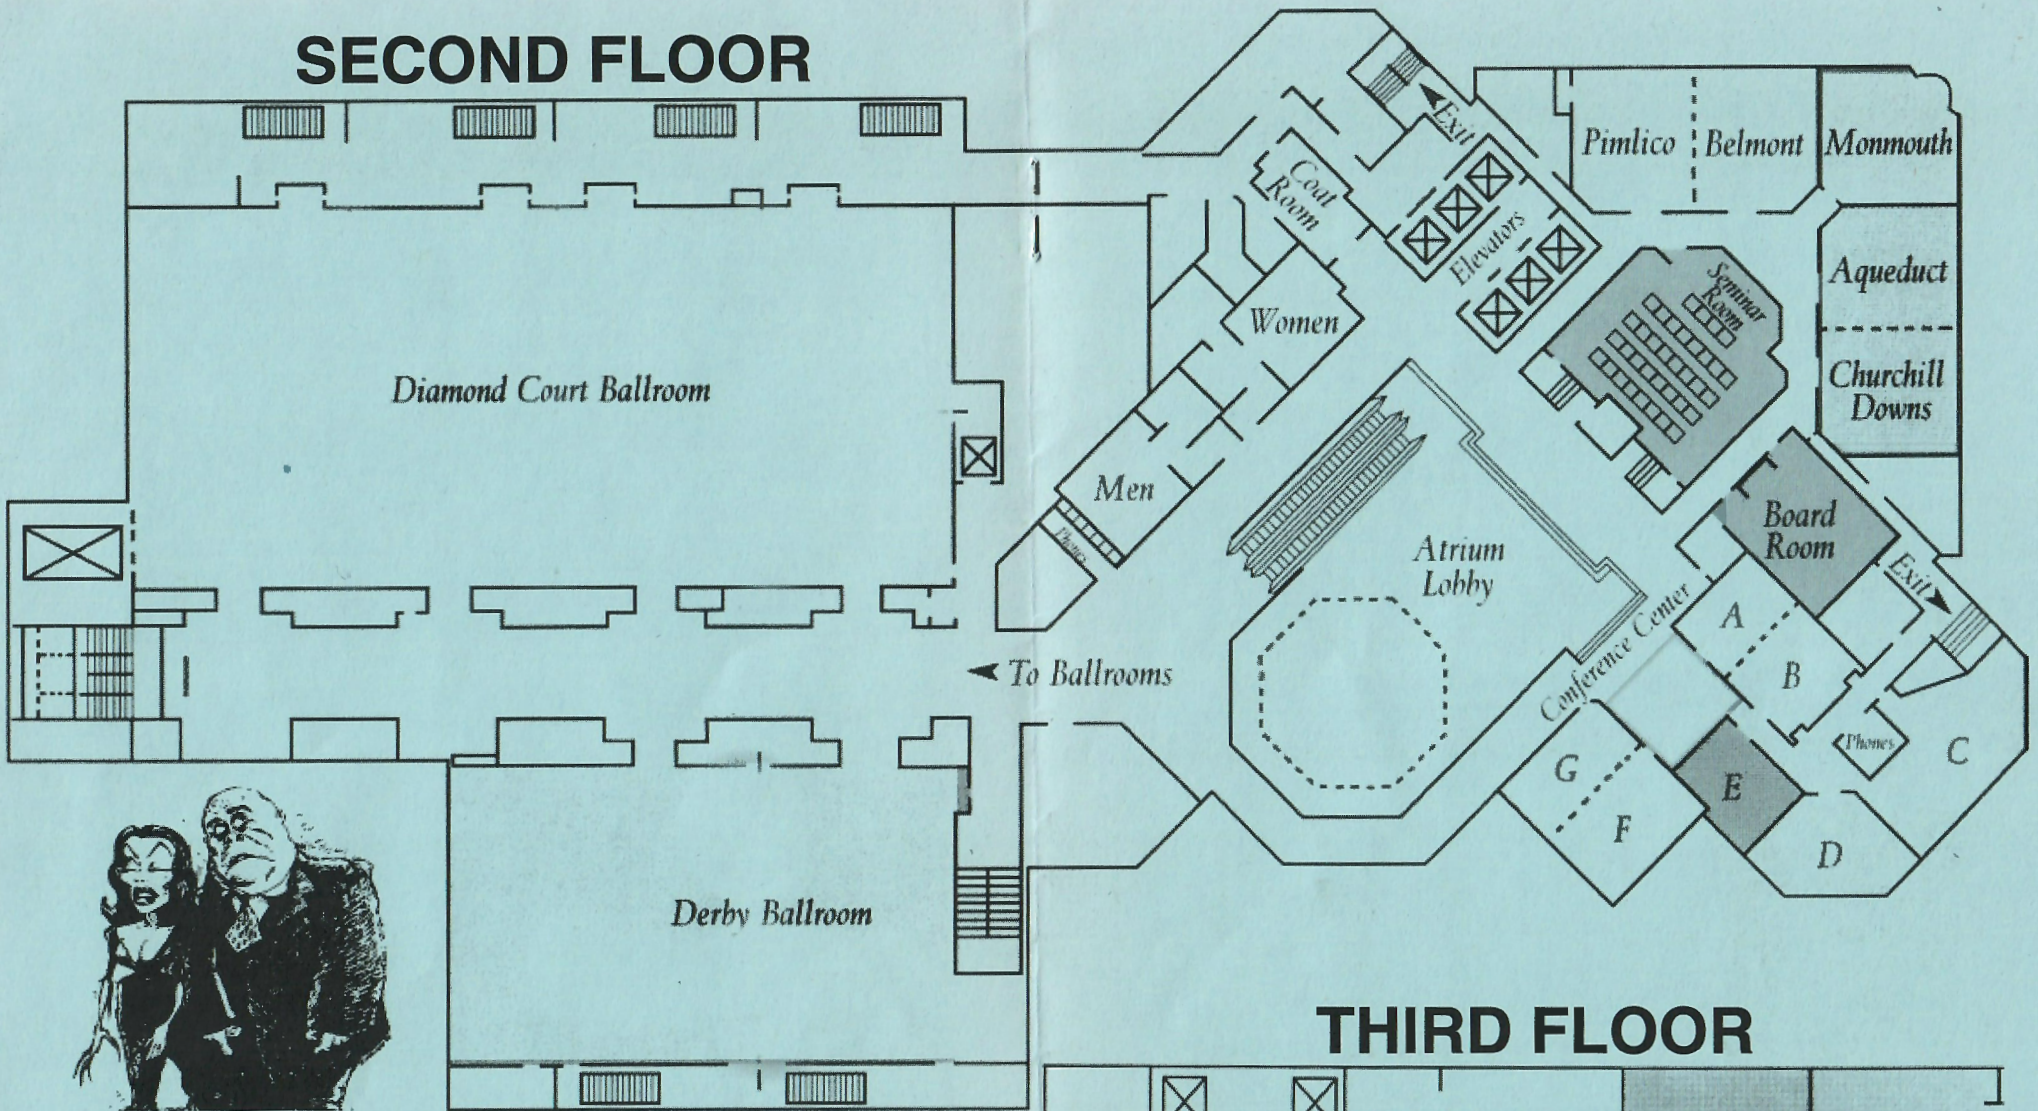 SECOND FLOOR
Exit
Pimlico
Belmont
Monmouth
Coat
Room
Elevators
Seminar
Room
Aqueduct
Women
Churchill
Downs
Diamond Court Ballroom
Men
Phones
Board
Room
Atrium
Lobby
Exit
Conference Center
A
B
To Ballrooms
Phones
C
G
E
F
D
Derby Ballroom
THIRD FLOOR